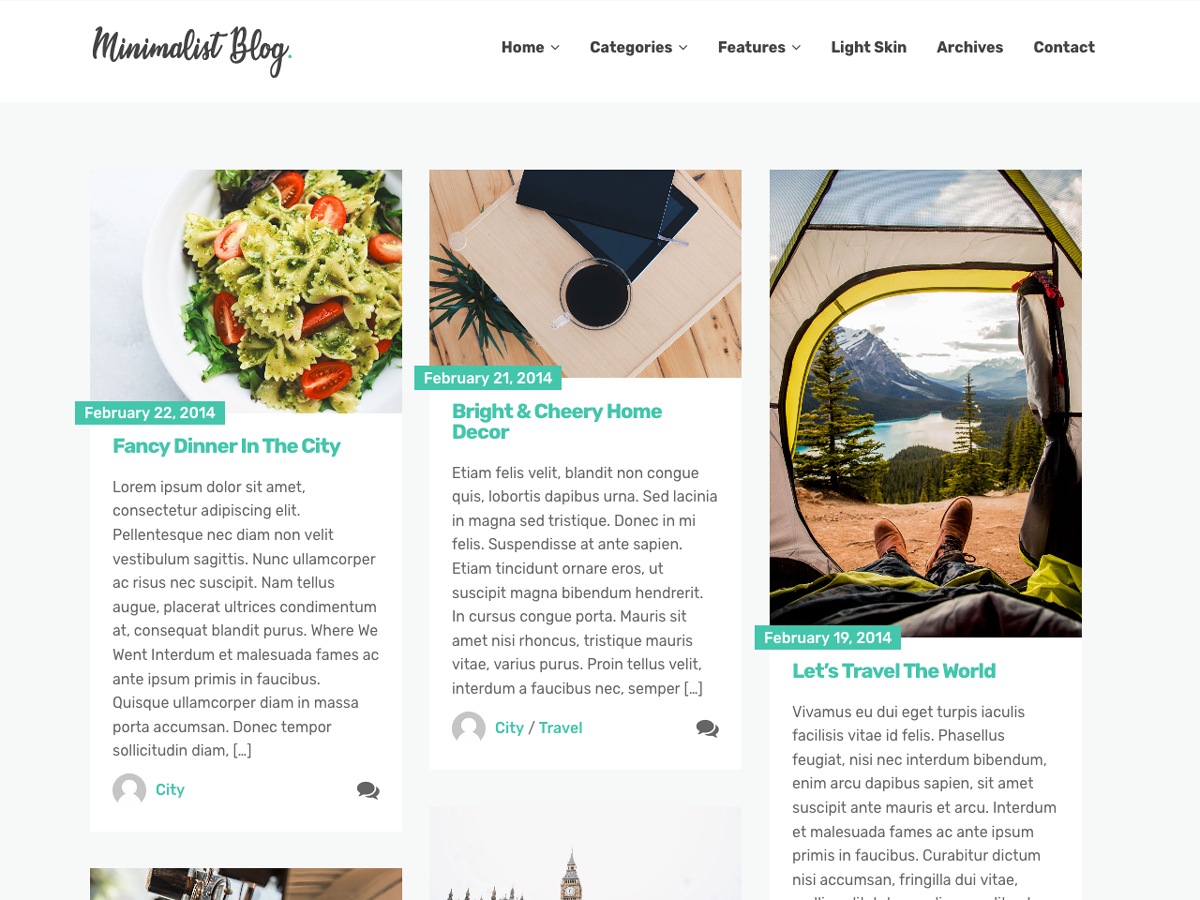 Minimalist Blog.
Home
Categories
Features
Light Skin
Archives
Contact
February 22, 2014
Fancy Dinner In The City
Lorem ipsum dolor sit amet,
consectetur adipiscing elit.
Pellentesque nec diam non velit
vestibulum sagittis. Nunc ullamcorper
ac risus nec suscipit. Nam tellus
augue, placerat ultrices condimentum
at, consequat blandit purus. Where We
Went Interdum et malesuada fames ac
ante ipsum primis in faucibus.
Quisque ullamcorper diam in massa
porta accumsan. Donec tempor
sollicitudin diam, […]
City
February 21, 2014
Bright & Cheery Home
Decor
Etiam felis velit, blandit non congue
quis, lobortis dapibus urna. Sed lacinia
in magna sed tristique. Donec in mi
felis. Suspendisse at ante sapien.
Etiam tincidunt ornare eros, ut
suscipit magna bibendum hendrerit.
In cursus congue porta. Mauris sit
amet nisi rhoncus, tristique mauris
vitae, varius purus. Proin tellus velit,
interdum a faucibus nec, semper […]
City / Travel
February 19, 2014
Let’s Travel The World
Vivamus eu dui eget turpis iaculis
facilisis vitae id felis. Phasellus
feugiat, nisi nec interdum bibendum,
enim arcu dapibus sapien, sit amet
suscipit ante mauris et arcu. Interdum
et malesuada fames ac ante ipsum
primis in faucibus. Curabitur dictum
nisi accumsan, fringilla dui vitae,